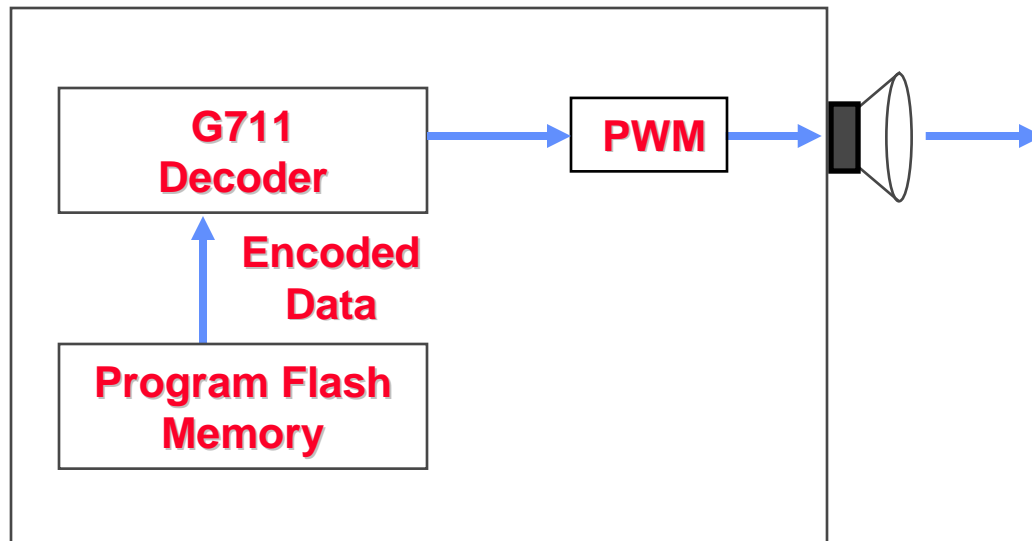 G711
Decoder
PWM
Encoded
Data
Program Flash
Memory